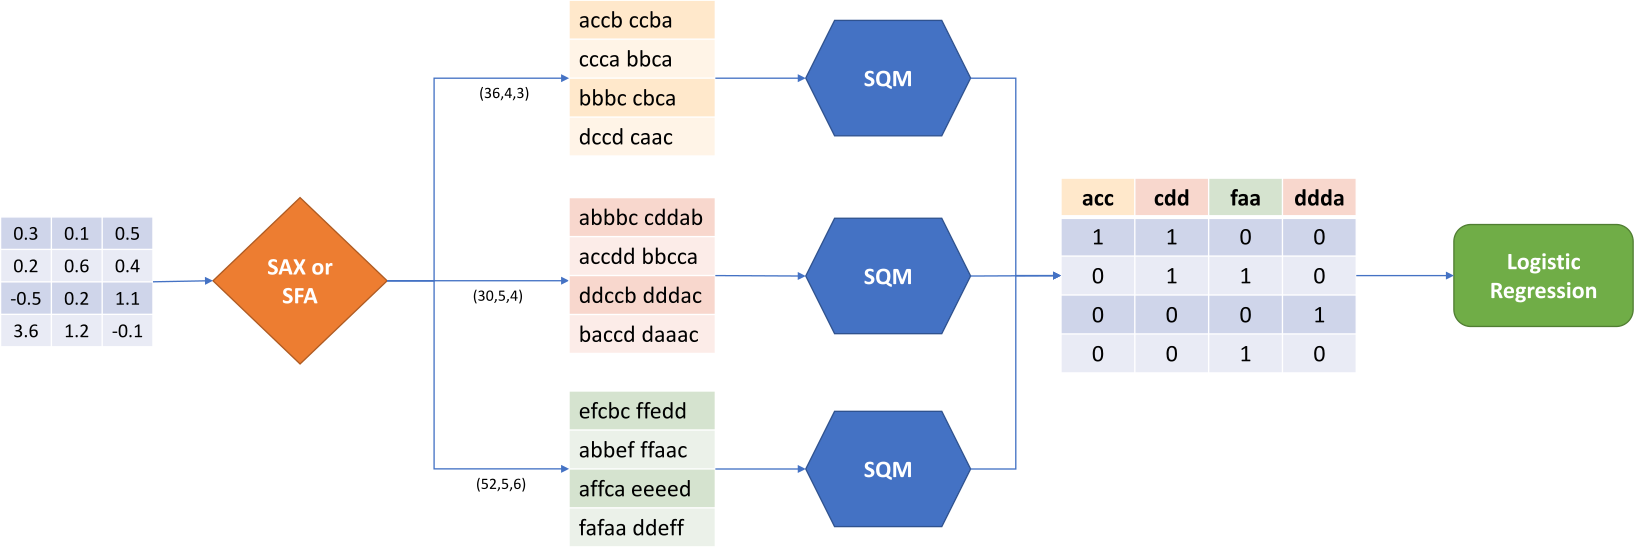 0.3 0.1 0.5
0.2 0.6 0.4
-0.5 0.2 1.1
3.6 1.2 -0.1
SAX or
SFA
(36,4,3)
(30,5,4)
(52,5,6)
accb ccba
ccca bbca
bbbc cbca
dccd caac
abbbc cddab
accdd bbcca
ddccb dddac
baccd daaac
efcbc ffedd
abbef ffaac
affca eeeed
fafaa ddeff
SQM
SQM
SQM
acc cdd faa ddda
1 1 0 0
0 1 1 0
0 0 0 1
0 0 1 0
Logistic
Regression